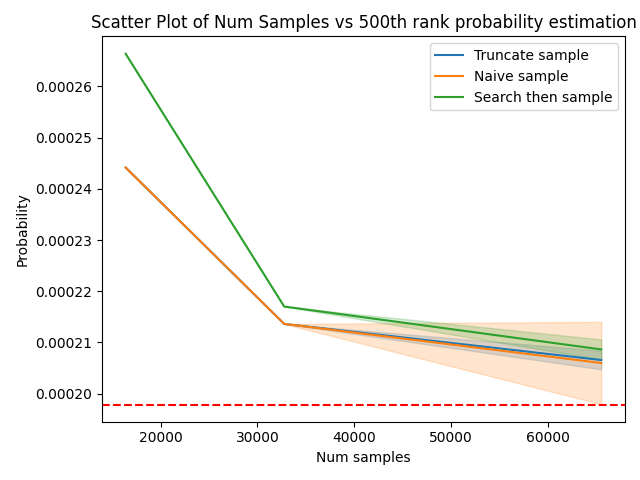 Scatter Plot of Num Samples vs 500th rank probability estimation
Truncate sample
Naive sample
Search then sample
Probability
0.00026
0.00025
0.00024
0.00023
0.00022
0.00021
0.00020
20000 30000 40000 50000 60000
Num samples